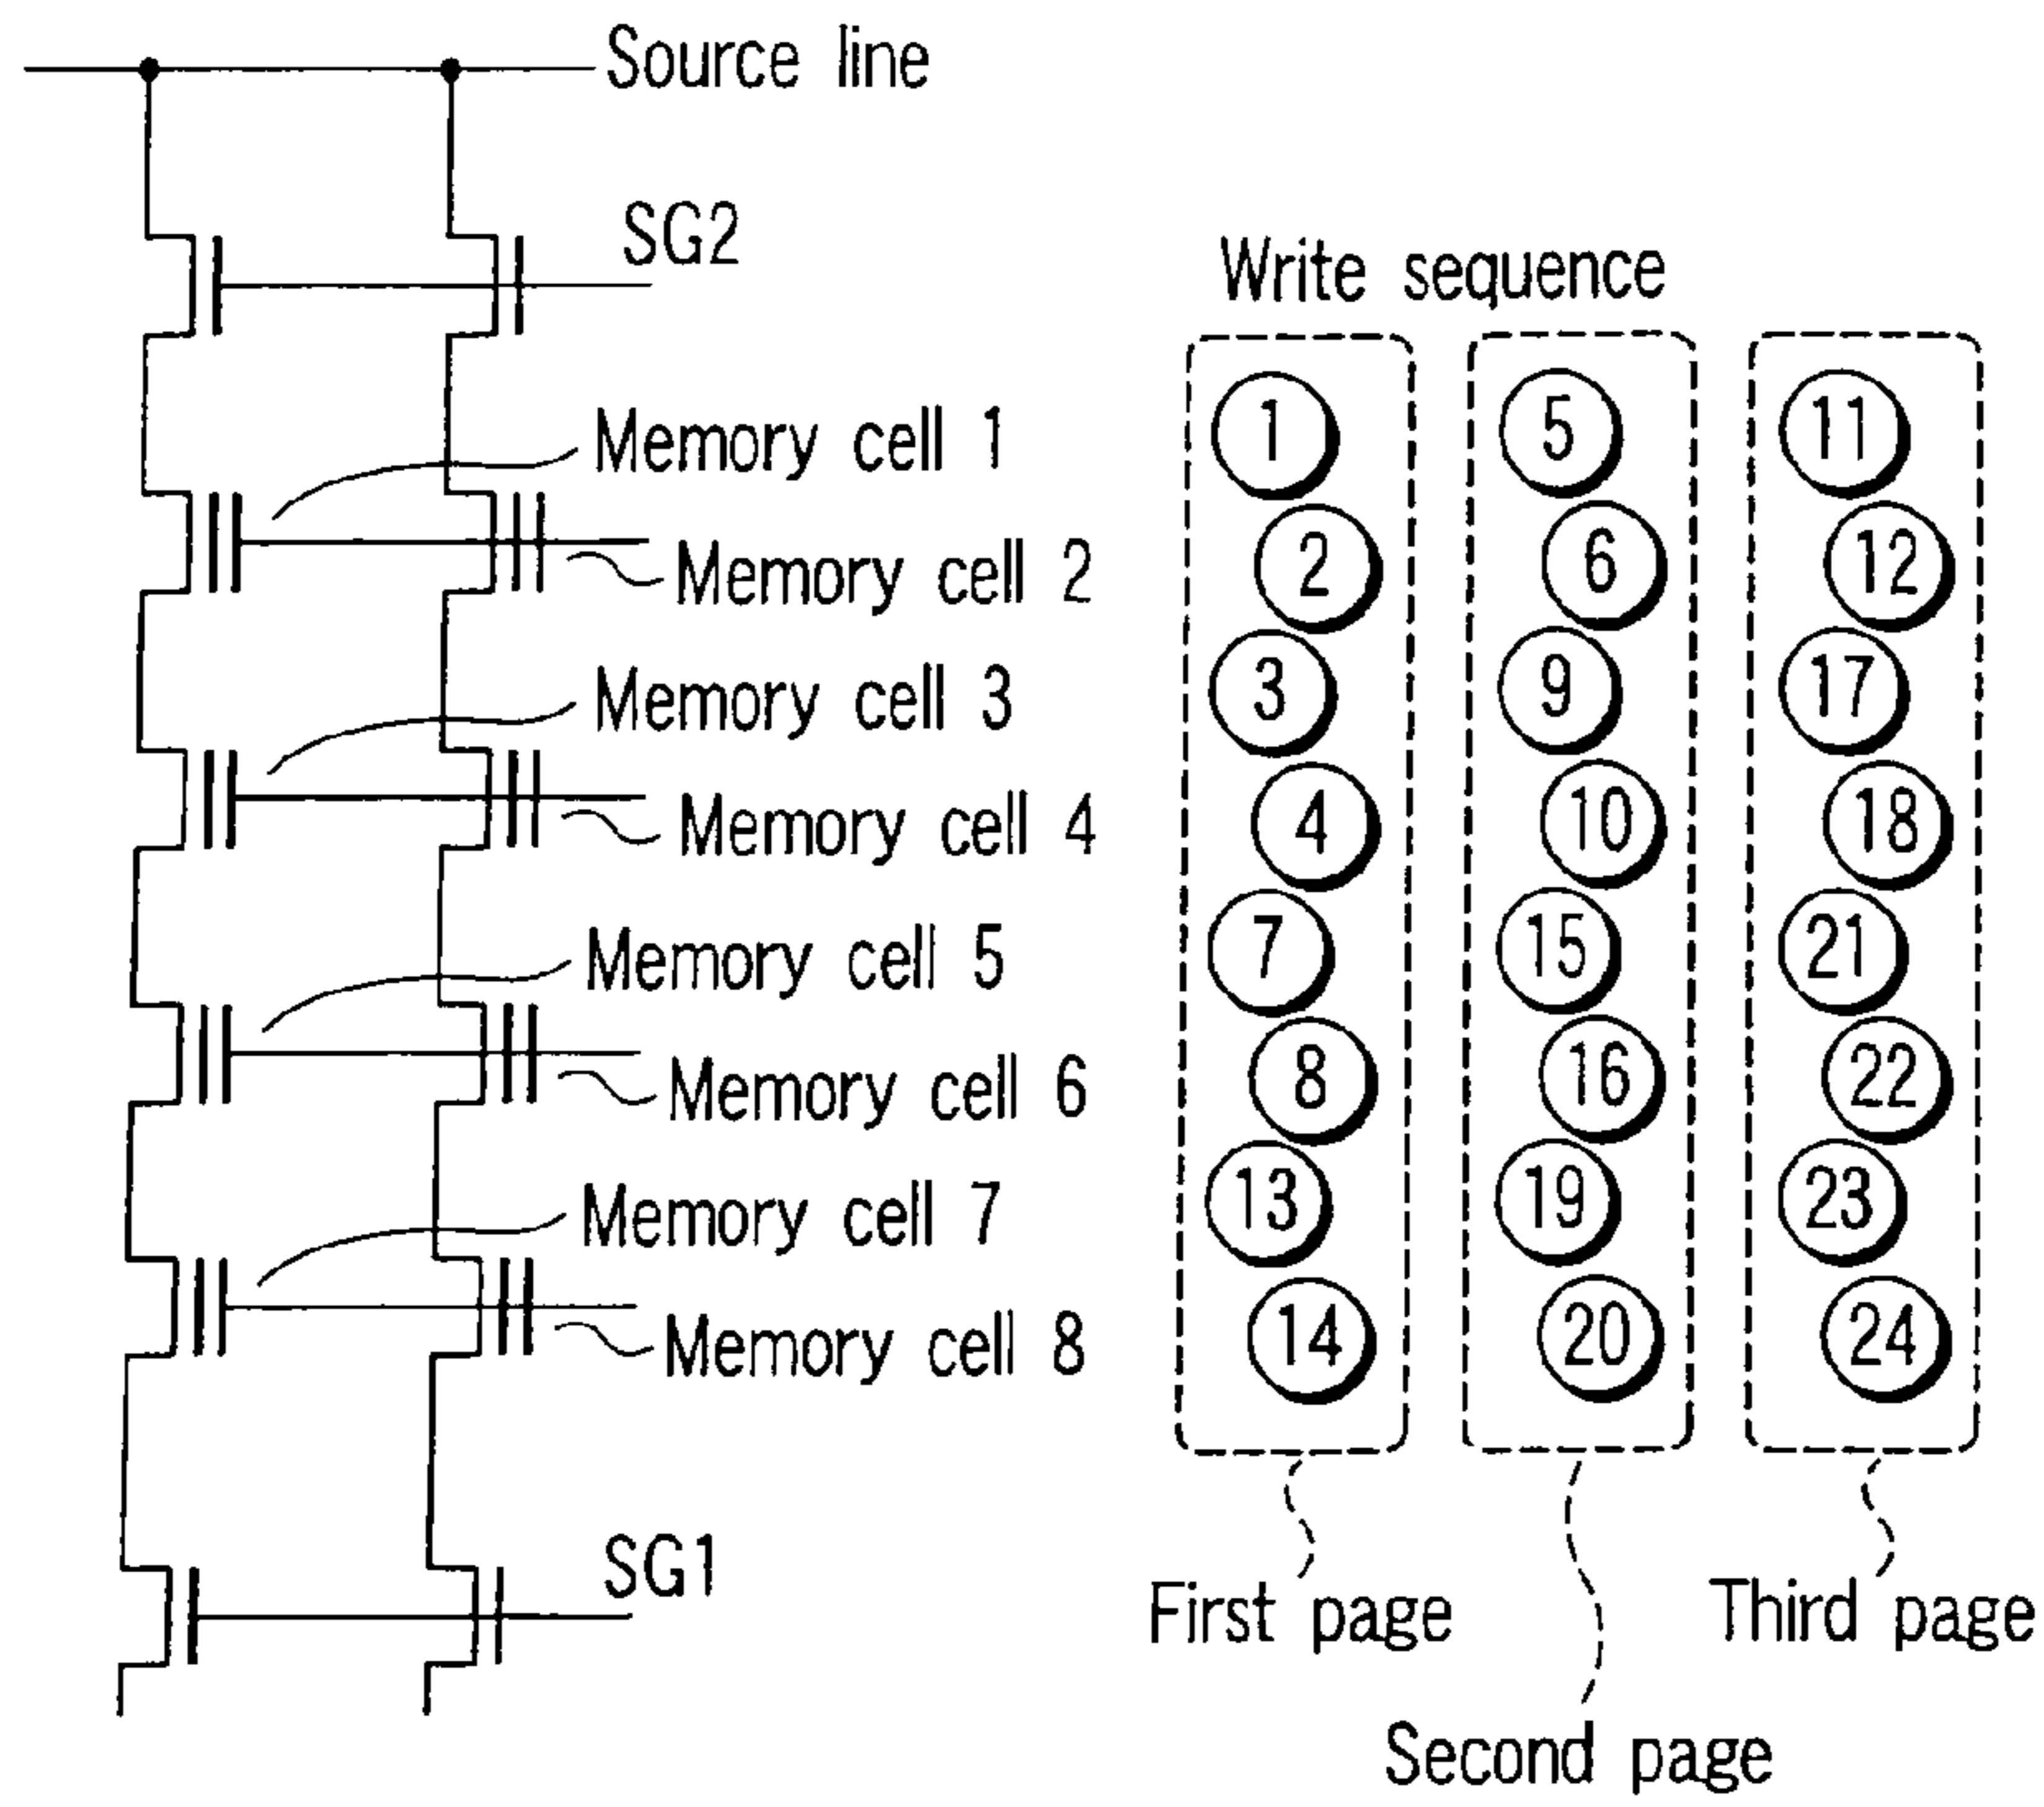 Source line
SG2
Write sequence
Memory cell 1
Memory cell 2
Memory cell 3
Memory cell 4
Memory cell 5
Memory cell 6
Memory cell 7
Memory cell 8
SG1
1 5 11
2 6 12
3 9 17
4 10 18
7 15 21
8 16 22
13 19 23
14 20 24
First page
Third page
Second page